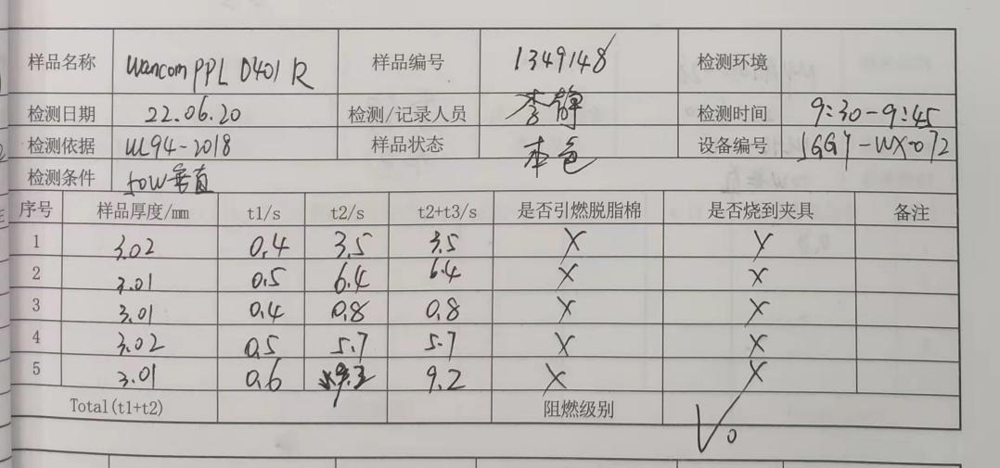 样品名称 Wancom PPL D401 R 样品编号 1349148 检测环境
检测日期 22.06.20 检测/记录人员 李静 检测时间 9:30-9:45
检测依据 UL94-2018 样品状态 本色 设备编号 1GGY-WX-072
检测条件 50W垂直
序号 样品厚度/mm t1/s t2/s t2+t3/s 是否引燃脱脂棉 是否烧到夹具 备注
1 3.02 0.4 3.5 3.5 X X
2 3.01 0.5 6.4 6.4 X X
3 3.01 0.4 0.8 0.8 X X
4 3.02 0.5 5.7 5.7 X X
5 3.01 0.6 9.2 X X
Total(t1+t2) 阻燃级别 V0